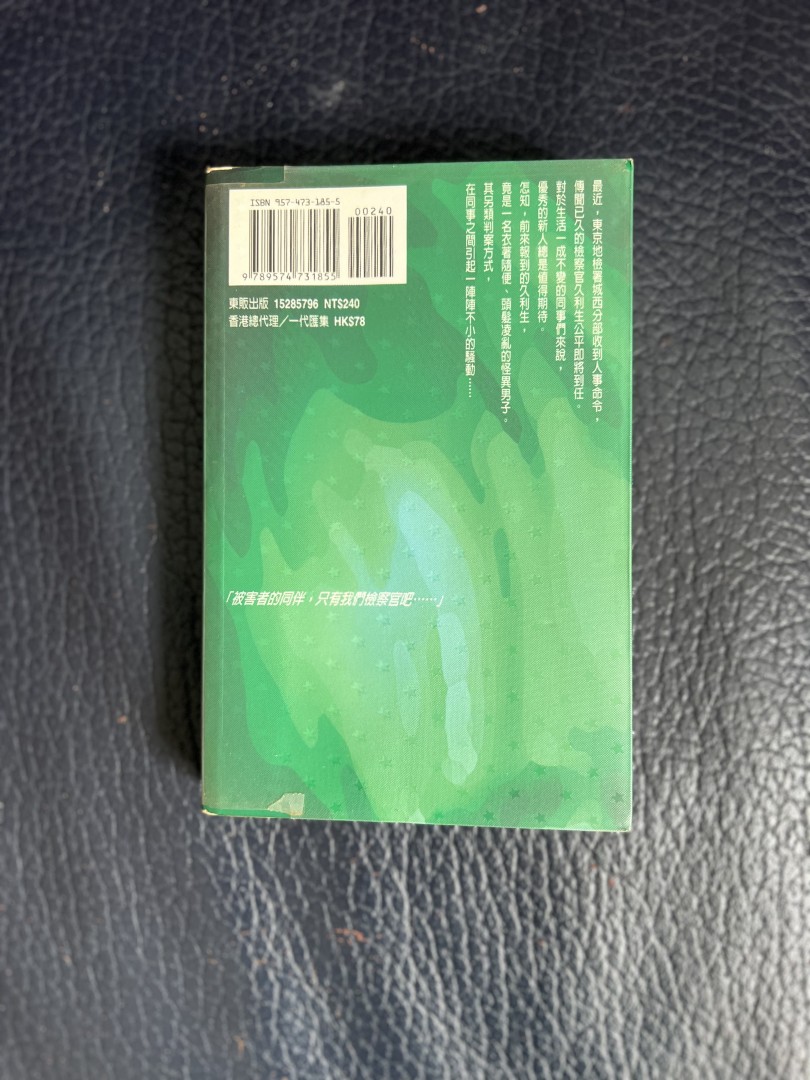 ISBN 957-473-185-5
00240
9 789574 731855
東販出版 15285796 NT$240
香港總代理／一代匯集 HK$78
最近，東京地檢署城西分部收到人事命令，
傳聞已久的檢察官久利生公平即將到任。
對於生活一成不變的同事們來說，
優秀的新人總是值得期待。
怎知，前來報到的久利生，
竟是一名衣著隨便、頭髮凌亂的怪異男子。
其另類判案方式，
在同事之間引起一陣陣不小的騷動……
「被害者的同伴，只有我們檢察官吧……」